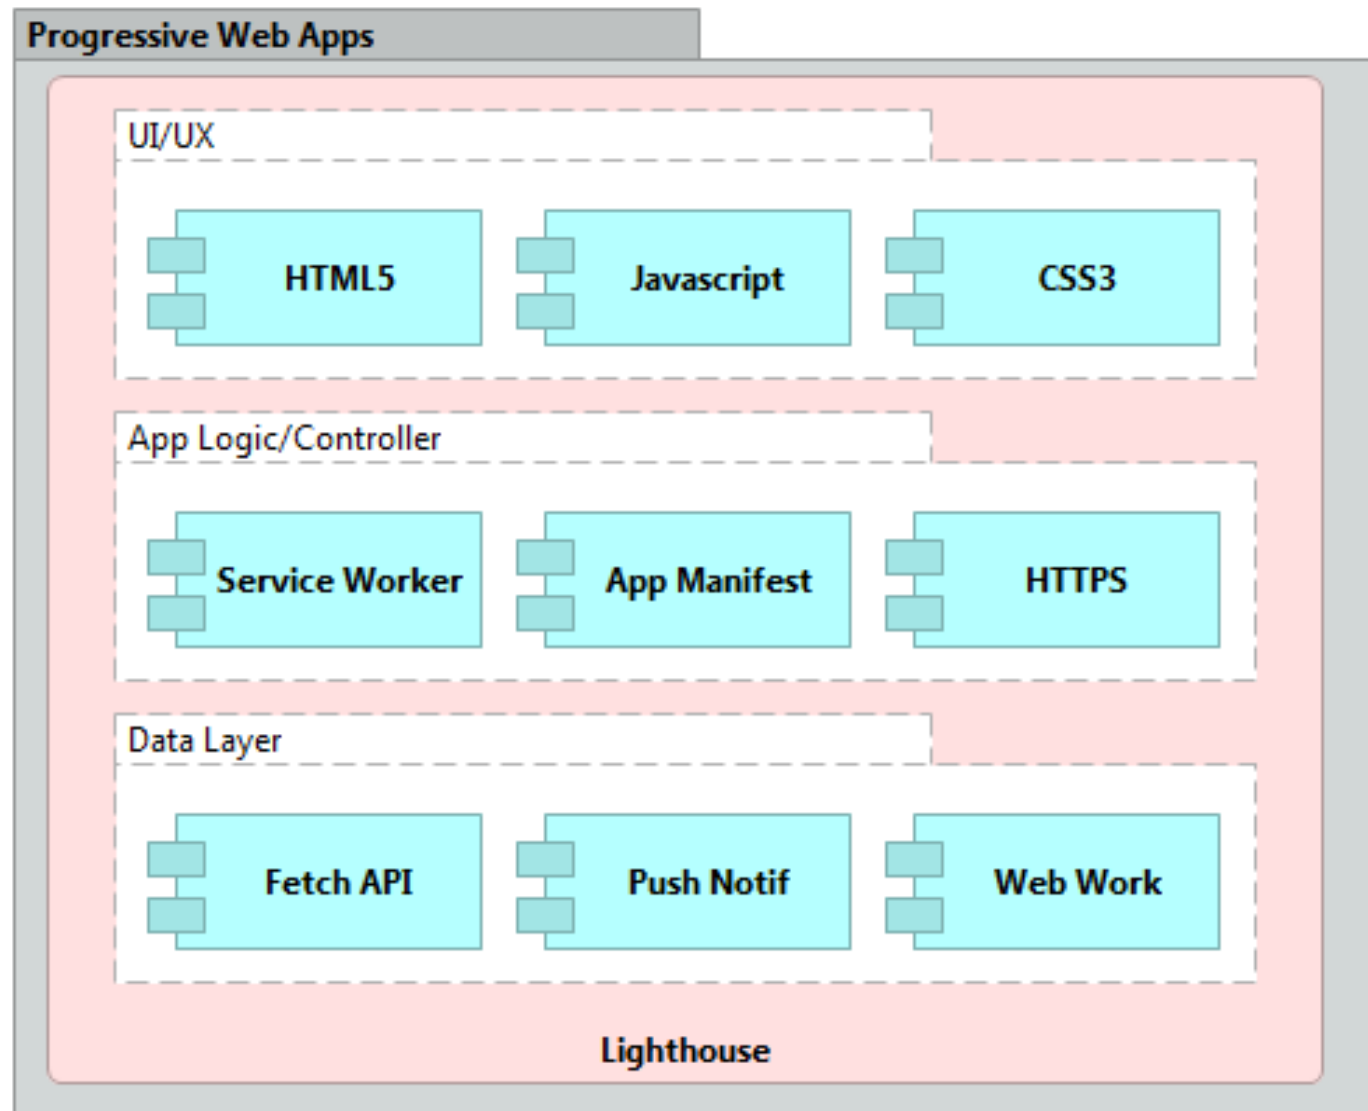 Progressive Web Apps
UI/UX
HTML5
Javascript
CSS3
App Logic/Controller
Service Worker
App Manifest
HTTPS
Data Layer
Fetch API
Push Notif
Web Work
Lighthouse